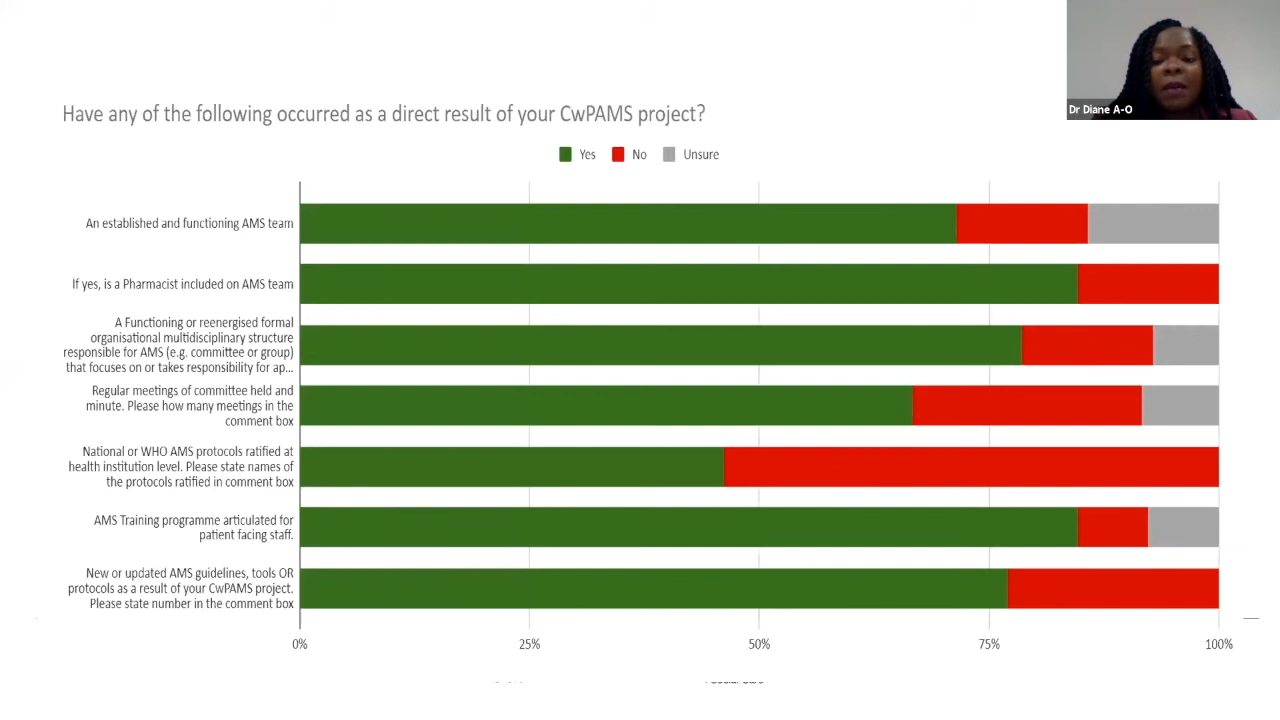 Dr Diane A-O
Have any of the following occurred as a direct result of your CwPAMS project?
Yes No Unsure
An established and functioning AMS team
If yes, is a Pharmacist included on AMS team
A Functioning or reenergised formal
organisational multidisciplinary structure
responsible for AMS (e.g. committee or group)
that focuses on or takes responsibility for ap...
Regular meetings of committee held and
minute. Please how many meetings in the
comment box
National or WHO AMS protocols ratified at
health institution level. Please state names of
the protocols ratified in comment box
AMS Training programme articulated for
patient facing staff.
New or updated AMS guidelines, tools OR
protocols as a result of your CwPAMS project.
Please state number in the comment box
0% 25% 50% 75% 100%